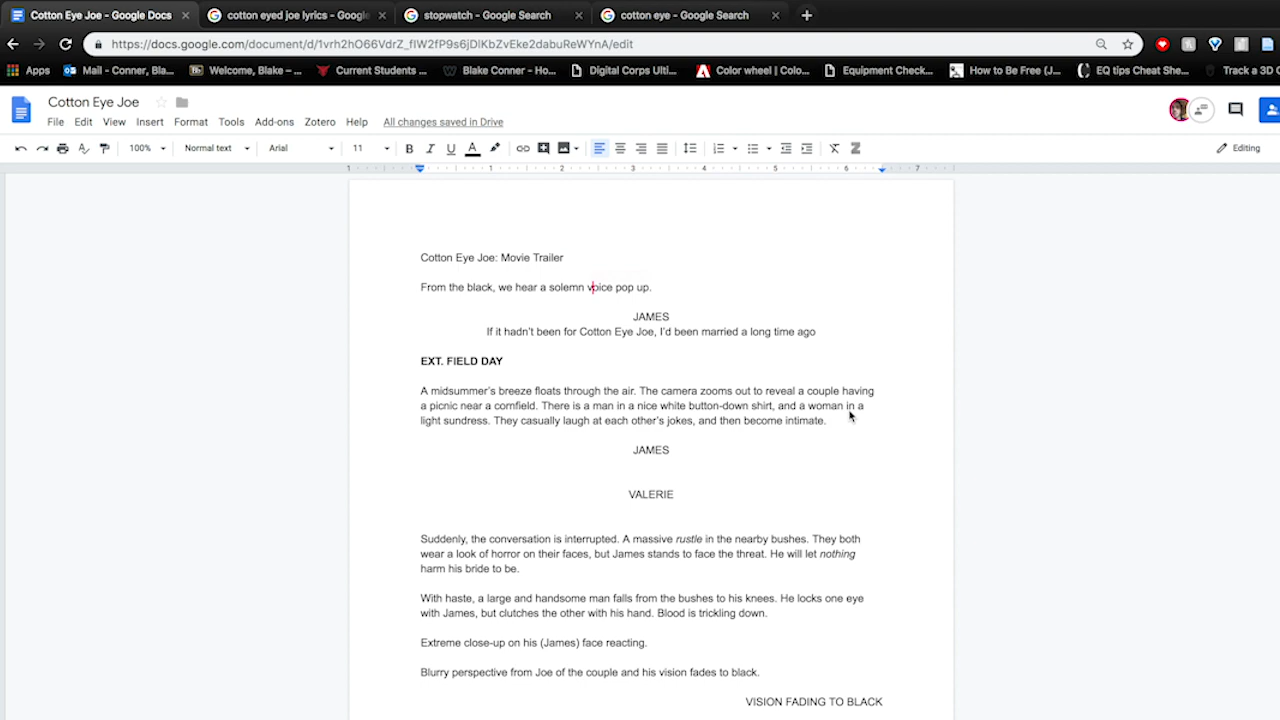 Cotton Eye Joe - Google Docs
cotton eyed joe lyrics - Google
stopwatch - Google Search
cotton eye - Google Search
https://docs.google.com/document/d/1vrh2hO66VdrZ_fIW2fP9s6jDIKbZvEke2dabuReWYnA/edit
Apps Mail - Conner, Bla... Welcome, Blake – ... Current Students ... Blake Conner - Ho... Digital Corps Ulti... Color wheel | Colo... Equipment Check... How to Be Free (J... EQ tips Cheat She... Track a 3D
Cotton Eye Joe
File Edit View Insert Format Tools Add-ons Zotero Help All changes saved in Drive
100% Normal text Arial 11 B I U A Z Editing
1 1 2 3 4 5 6 7
Cotton Eye Joe: Movie Trailer
From the black, we hear a solemn voice pop up.
JAMES
If it hadn't been for Cotton Eye Joe, I'd been married a long time ago
EXT. FIELD DAY
A midsummer's breeze floats through the air. The camera zooms out to reveal a couple having
a picnic near a cornfield. There is a man in a nice white button-down shirt, and a woman in a
light sundress. They casually laugh at each other's jokes, and then become intimate.
JAMES
VALERIE
Suddenly, the conversation is interrupted. A massive rustle in the nearby bushes. They both
wear a look of horror on their faces, but James stands to face the threat. He will let nothing
harm his bride to be.
With haste, a large and handsome man falls from the bushes to his knees. He locks one eye
with James, but clutches the other with his hand. Blood is trickling down.
Extreme close-up on his (James) face reacting.
Blurry perspective from Joe of the couple and his vision fades to black.
VISION FADING TO BLACK